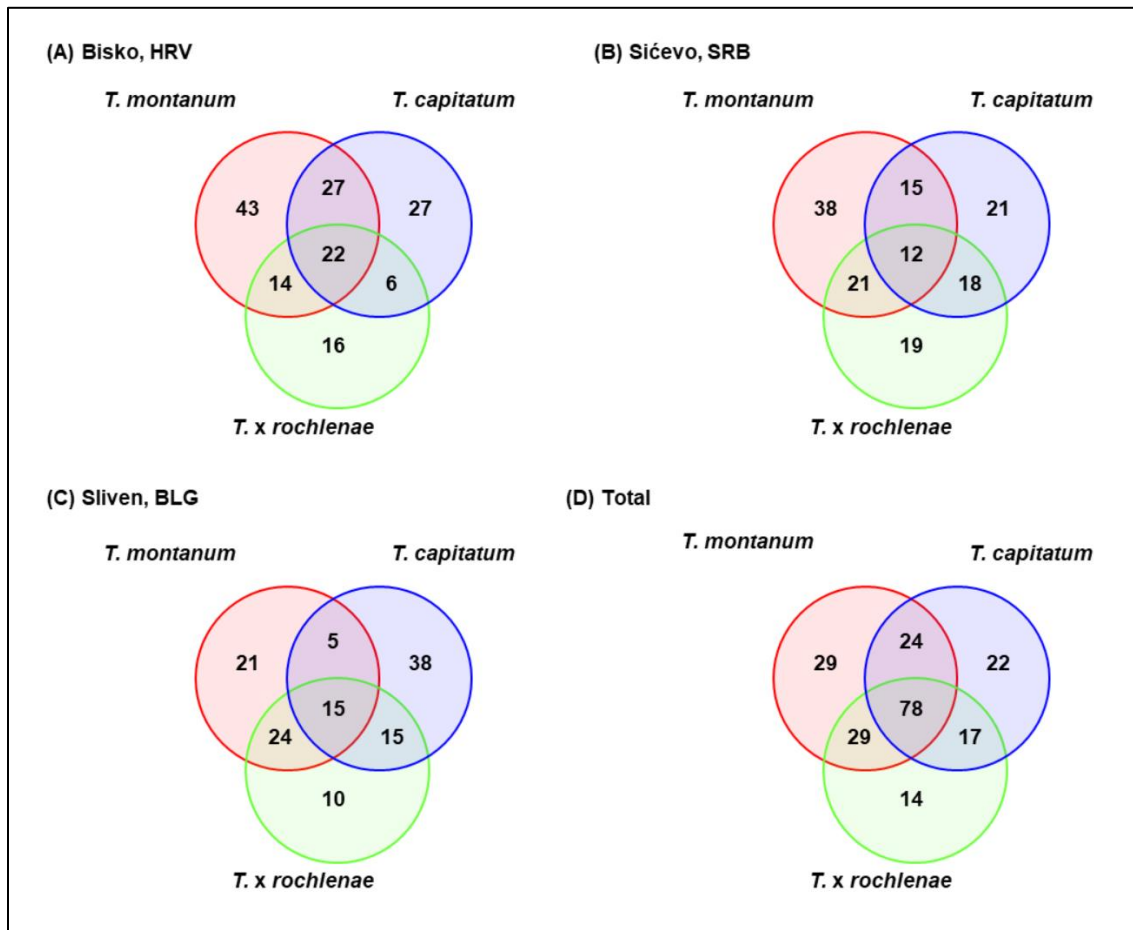 (A) Bisko, HRV
T. montanum T. capitatum
43 27 27
22
14 6
16
T. x rochlenae
(B) Sićevo, SRB
T. montanum T. capitatum
38 15 21
12
21 18
19
T. x rochlenae
(C) Sliven, BLG
T. montanum T. capitatum
21 5 38
15
24 15
10
T. x rochlenae
(D) Total
T. montanum T. capitatum
29 24 22
78
29 17
14
T. x rochlenae